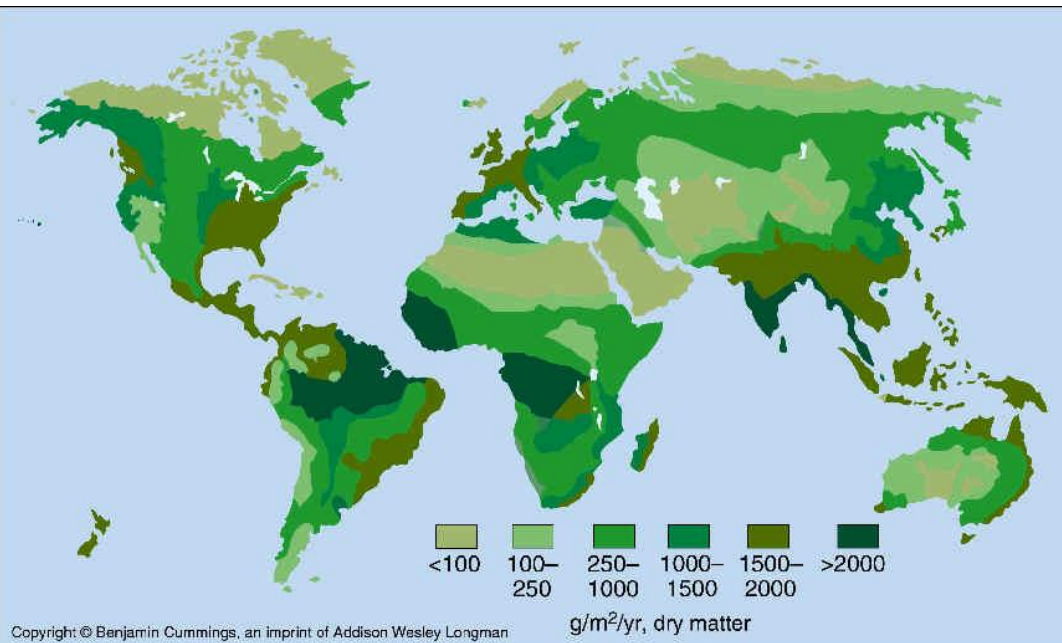 <100 100– 250– 1000– 1500– >2000
250 1000 1500 2000
g/m²/yr, dry matter
Copyright © Benjamin Cummings, an imprint of Addison Wesley Longman